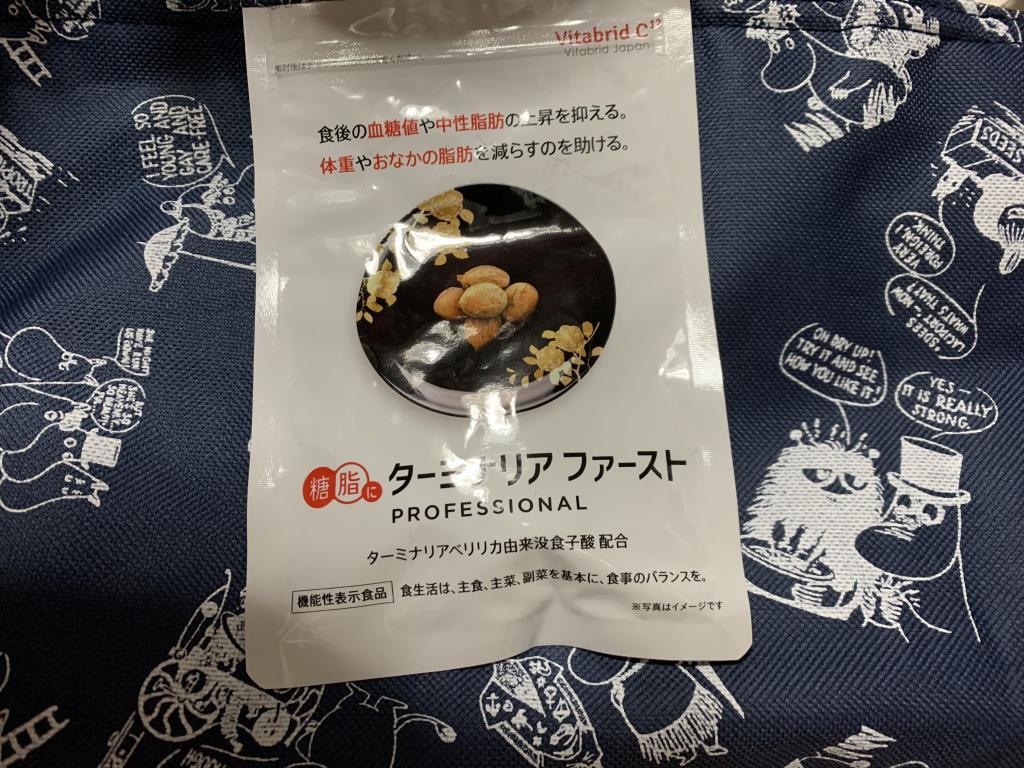 Vitabrid C¹²
Vitabrid Japan
食後の血糖値や中性脂肪の上昇を抑える。
体重やおなかの脂肪を減らすのを助ける。
糖 脂 に ターミナリア ファースト
PROFESSIONAL
ターミナリアベリリカ由来没食子酸 配合
機能性表示食品 食生活は、主食、主菜、副菜を基本に、食事のバランスを。
※写真はイメージです
I FEEL SO
YOUNG AND
GAY AND
CARE FREE
SEEDS
VERY
FOREIGN I
THINK
SPIDER
WHAT'S THAT?
OH DRY UP!
TRY IT AND SEE
HOW YOU LIKE IT!
YES -
IT IS REALLY
STRONG.